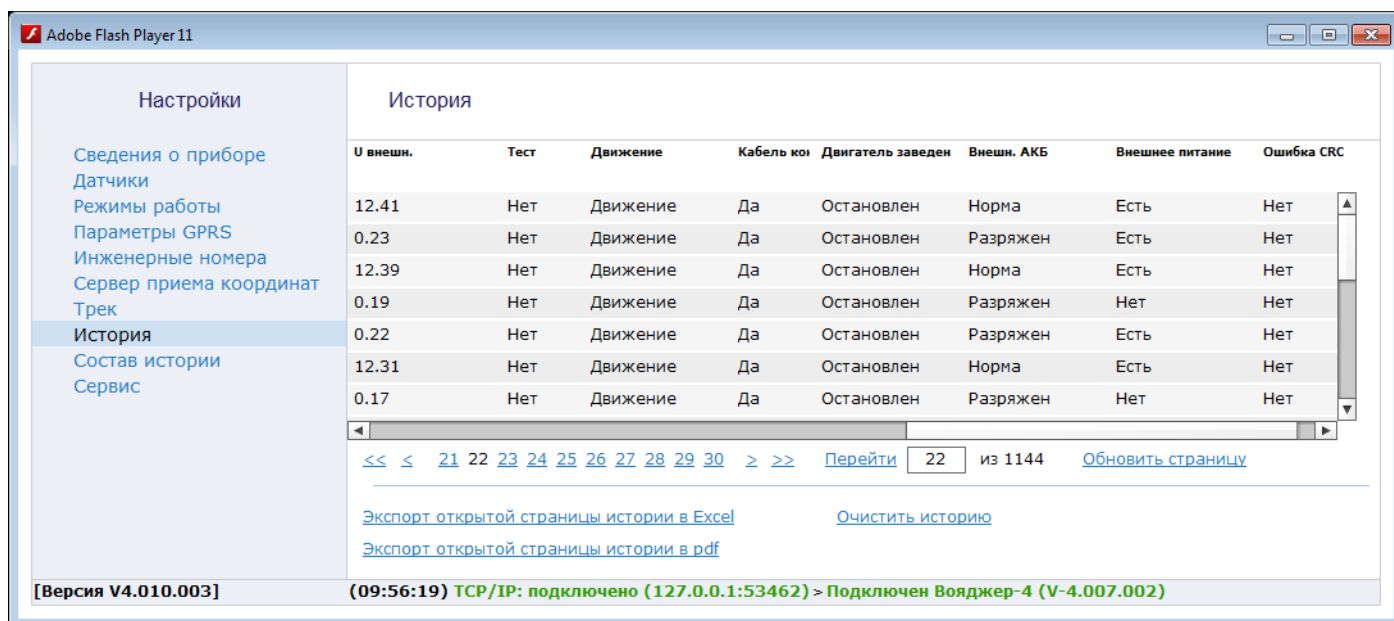 Adobe Flash Player 11
Настройки
Сведения о приборе
Датчики
Режимы работы
Параметры GPRS
Инженерные номера
Сервер приема координат
Трек
История
Состав истории
Сервис
История
U внешн. Тест Движение Кабель кон Двигатель заведен Внешн. АКБ Внешнее питание Ошибка CRC
12.41 Нет Движение Да Остановлен Норма Есть Нет
0.23 Нет Движение Да Остановлен Разряжен Есть Нет
12.39 Нет Движение Да Остановлен Норма Есть Нет
0.19 Нет Движение Да Остановлен Разряжен Нет Нет
0.22 Нет Движение Да Остановлен Разряжен Есть Нет
12.31 Нет Движение Да Остановлен Норма Есть Нет
0.17 Нет Движение Да Остановлен Разряжен Нет Нет
<< < 21 22 23 24 25 26 27 28 29 30 > >> Перейти 22 из 1144 Обновить страницу
Экспорт открытой страницы истории в Excel Очистить историю
Экспорт открытой страницы истории в pdf
[Версия V4.010.003] (09:56:19) TCP/IP: подключено (127.0.0.1:53462) > Подключен Вояджер-4 (V-4.007.002)